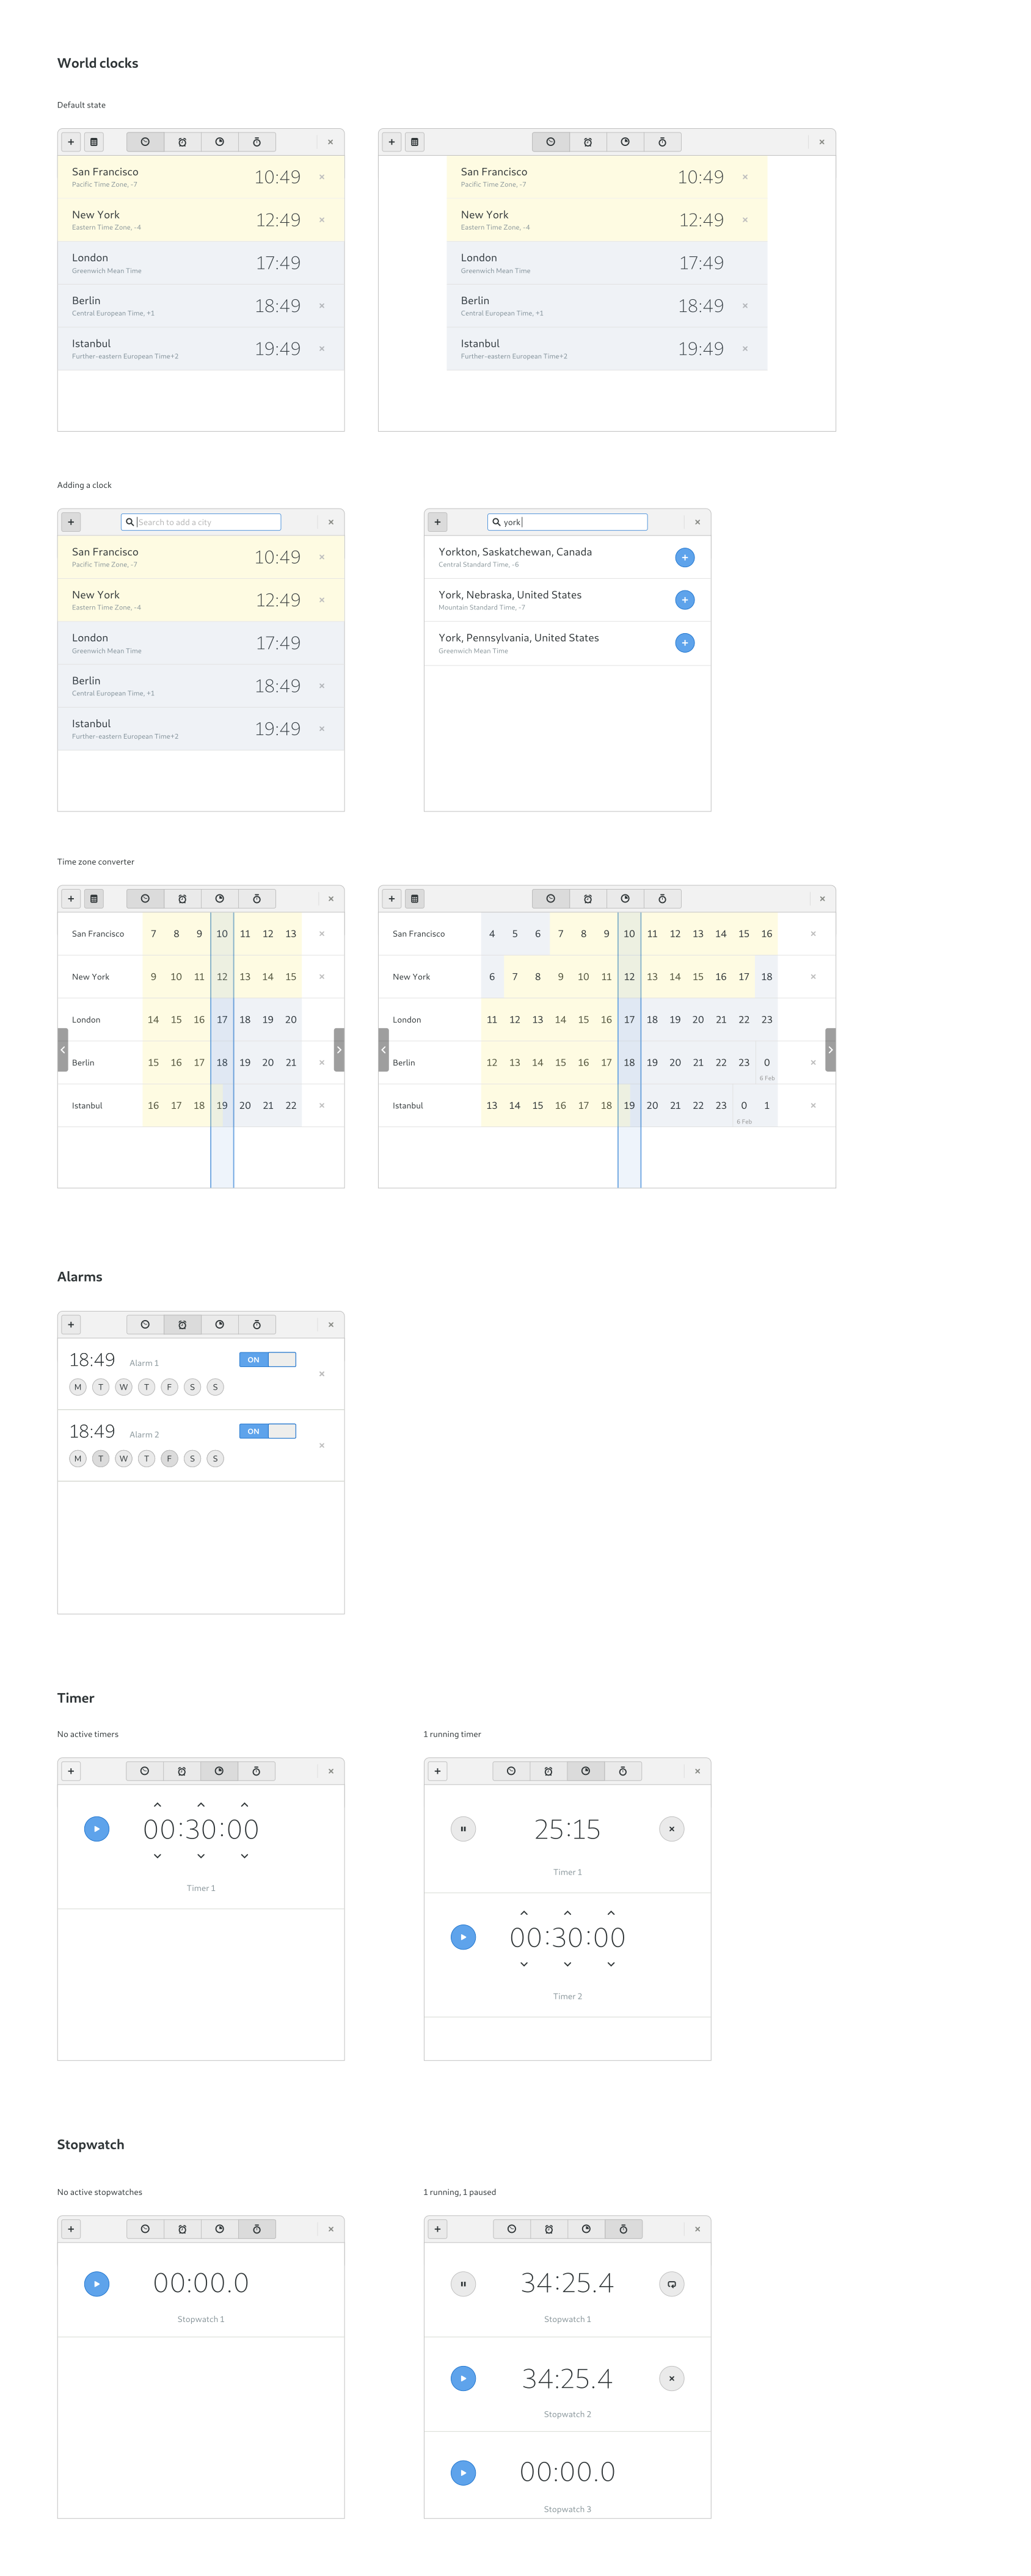 World clocks
Default state
San Francisco 10:49
Pacific Time Zone, -7
New York 12:49
Eastern Time Zone, -4
London 17:49
Greenwich Mean Time
Berlin 18:49
Central European Time, +1
Istanbul 19:49
Further-eastern European Time+2
San Francisco 10:49
Pacific Time Zone, -7
New York 12:49
Eastern Time Zone, -4
London 17:49
Greenwich Mean Time
Berlin 18:49
Central European Time, +1
Istanbul 19:49
Further-eastern European Time+2
Adding a clock
Search to add a city
San Francisco 10:49
Pacific Time Zone, -7
New York 12:49
Eastern Time Zone, -4
London 17:49
Greenwich Mean Time
Berlin 18:49
Central European Time, +1
Istanbul 19:49
Further-eastern European Time+2
york
Yorkton, Saskatchewan, Canada
Central Standard Time, -6
York, Nebraska, United States
Mountain Standard Time, -7
York, Pennsylvania, United States
Greenwich Mean Time
Time zone converter
San Francisco 7 8 9 10 11 12 13
New York 9 10 11 12 13 14 15
London 14 15 16 17 18 19 20
Berlin 15 16 17 18 19 20 21
Istanbul 16 17 18 19 20 21 22
San Francisco 4 5 6 7 8 9 10 11 12 13 14 15 16
New York 6 7 8 9 10 11 12 13 14 15 16 17 18
London 11 12 13 14 15 16 17 18 19 20 21 22 23
Berlin 12 13 14 15 16 17 18 19 20 21 22 23 0
6 Feb
Istanbul 13 14 15 16 17 18 19 20 21 22 23 0 1
6 Feb
Alarms
18:49 Alarm 1 ON
M T W T F S S
18:49 Alarm 2 ON
M T W T F S S
Timer
No active timers
00:30:00
Timer 1
1 running timer
25:15
Timer 1
00:30:00
Timer 2
Stopwatch
No active stopwatches
00:00.0
Stopwatch 1
1 running, 1 paused
34:25.4
Stopwatch 1
34:25.4
Stopwatch 2
00:00.0
Stopwatch 3